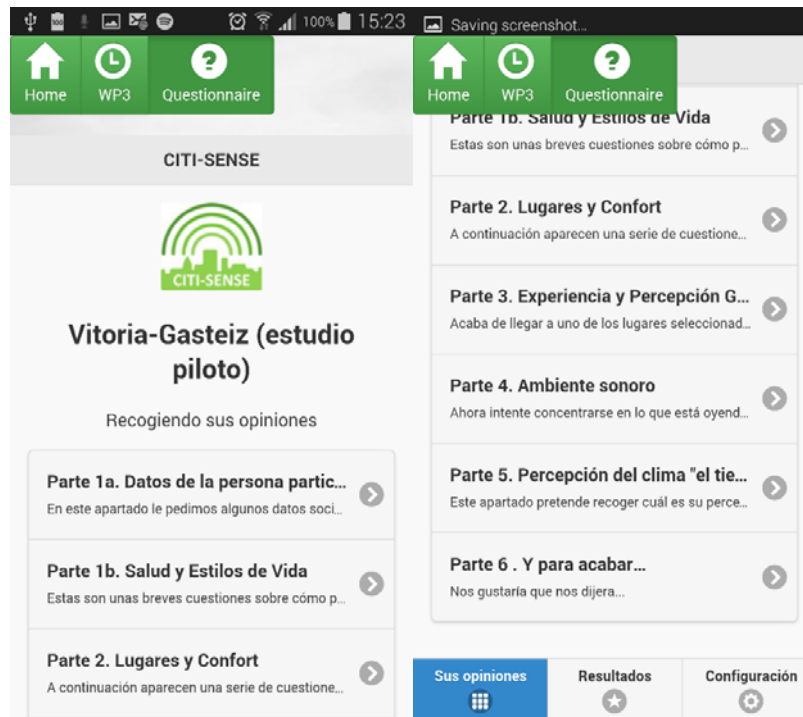 100% 15:23
Home WP3 Questionnaire
CITI-SENSE
CITI-SENSE
Vitoria-Gasteiz (estudio
piloto)
Recogiendo sus opiniones
Parte 1a. Datos de la persona partic...
En este apartado le pedimos algunos datos soci...
Parte 1b. Salud y Estilos de Vida
Estas son unas breves cuestiones sobre cómo p...
Parte 2. Lugares y Confort
A continuación aparecen una serie de cuestione...
Saving screenshot...
Home WP3 Questionnaire
Parte 1b. Salud y Estilos de Vida
Estas son unas breves cuestiones sobre cómo p...
Parte 2. Lugares y Confort
A continuación aparecen una serie de cuestione...
Parte 3. Experiencia y Percepción G...
Acaba de llegar a uno de los lugares seleccionad...
Parte 4. Ambiente sonoro
Ahora intente concentrarse en lo que está oyend...
Parte 5. Percepción del clima "el tie...
Este apartado pretende recoger cuál es su perce...
Parte 6 . Y para acabar...
Nos gustaría que nos dijera...
Sus opiniones Resultados Configuración